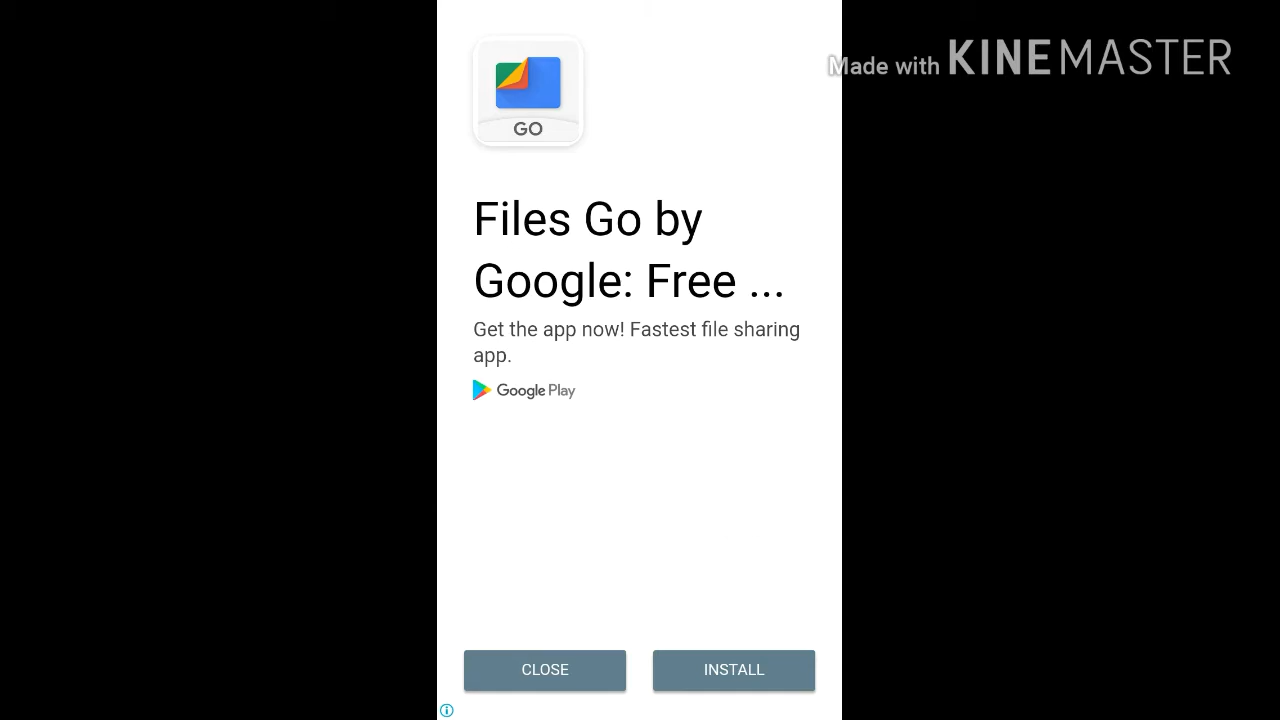 Made with KINEMASTER
GO
Files Go by
Google: Free ...
Get the app now! Fastest file sharing
app.
Google Play
CLOSE
INSTALL